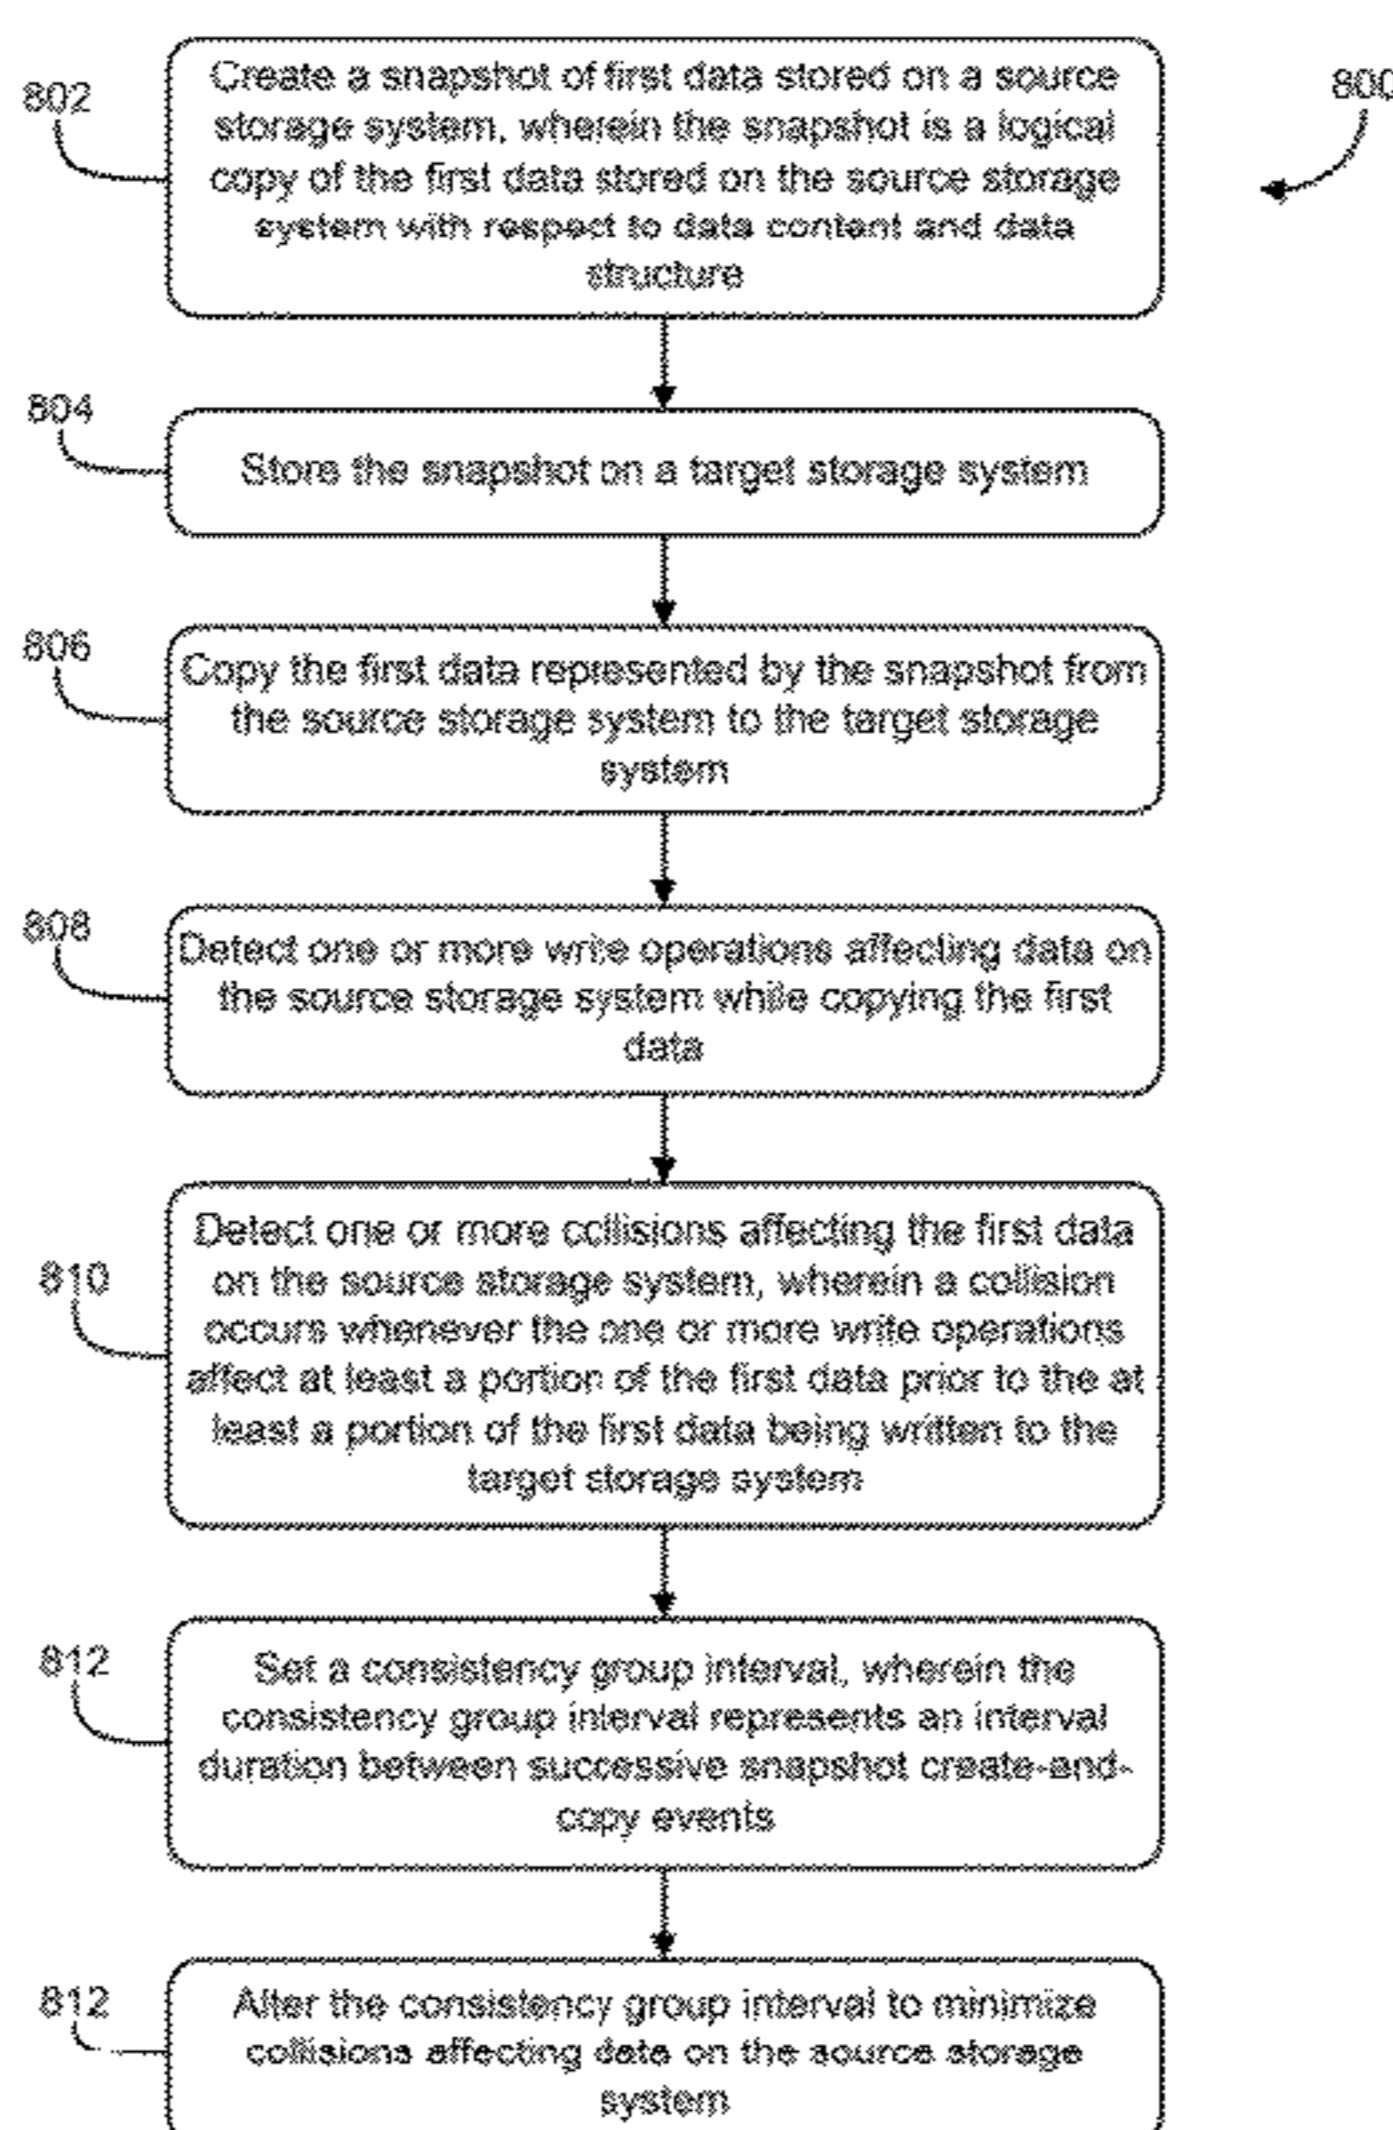 802
800
Create a snapshot of first data stored on a source
storage system, wherein the snapshot is a logical
copy of the first data stored on the source storage
system with respect to data content and data
structure
804
Store the snapshot on a target storage system
806
Copy the first data represented by the snapshot from
the source storage system to the target storage
system
808
Detect one or more write operations affecting data on
the source storage system while copying the first
data
810
Detect one or more collisions affecting the first data
on the source storage system, wherein a collision
occurs whenever the one or more write operations
affect at least a portion of the first data prior to the at
least a portion of the first data being written to the
target storage system
812
Set a consistency group interval, wherein the
consistency group interval represents an interval
duration between successive snapshot create-and-
copy events
812
Alter the consistency group interval to minimize
collisions affecting data on the source storage
system